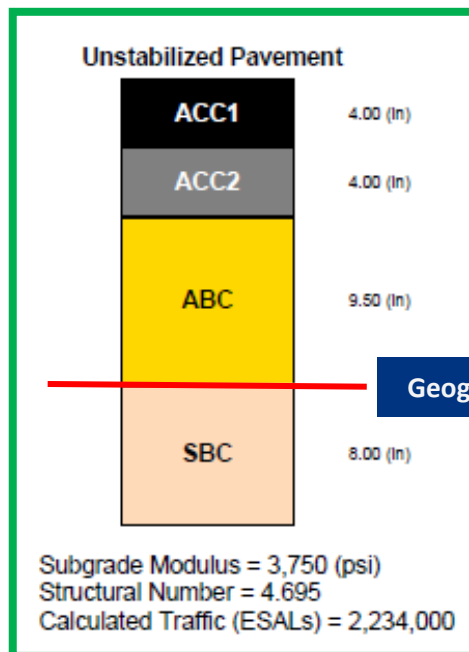 Unstabilized Pavement
ACC1 4.00 (in)
ACC2 4.00 (in)
ABC 9.50 (in)
Geog
SBC 8.00 (in)
Subgrade Modulus = 3,750 (psi)
Structural Number = 4.695
Calculated Traffic (ESALs) = 2,234,000